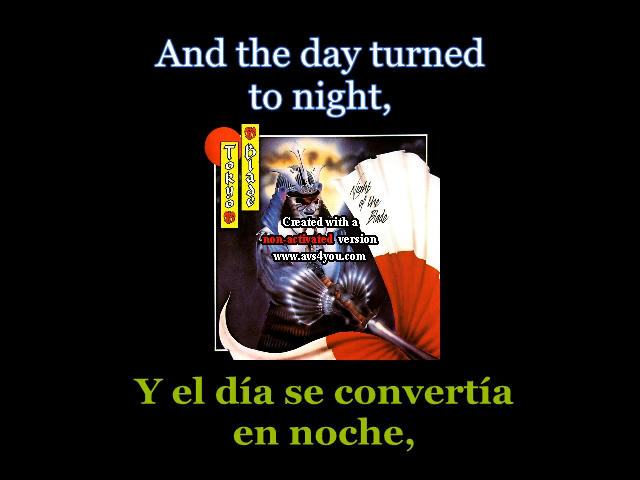 And the day turned
to night,
Tokyo
Blade
Night
of the
Blade
Created with a
non-activated version
www.avs4you.com
Y el día se convertía
en noche,